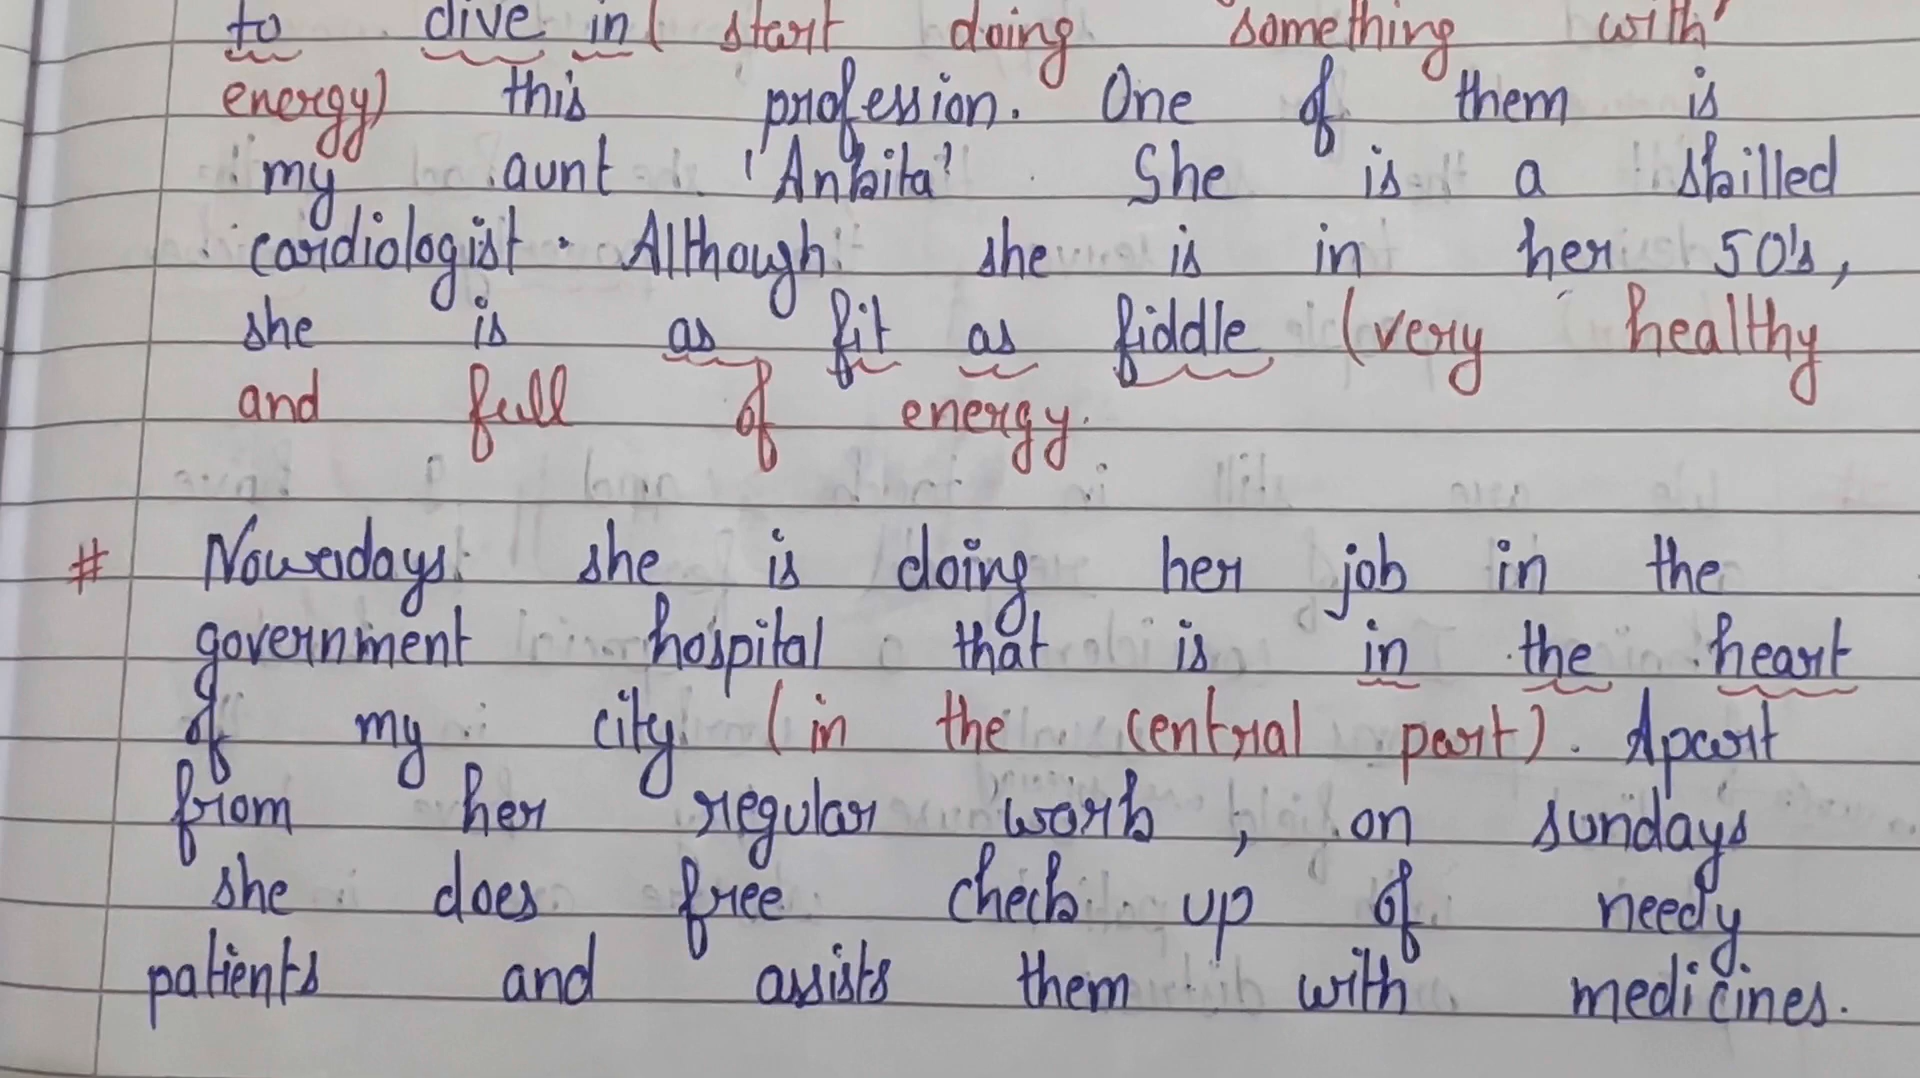 to dive in ( start doing something with
energy) this profession. One of them is
my aunt 'Ankita'. She is a skilled
cardiologist. Although she is in her 50's,
she is as fit as fiddle (very healthy
and full of energy.
# Nowadays she is doing her job in the
government hospital that is in the heart
of my city (in the central part). Apart
from her regular work, on sundays
she does free check up of needy
patients and assists them with medicines.